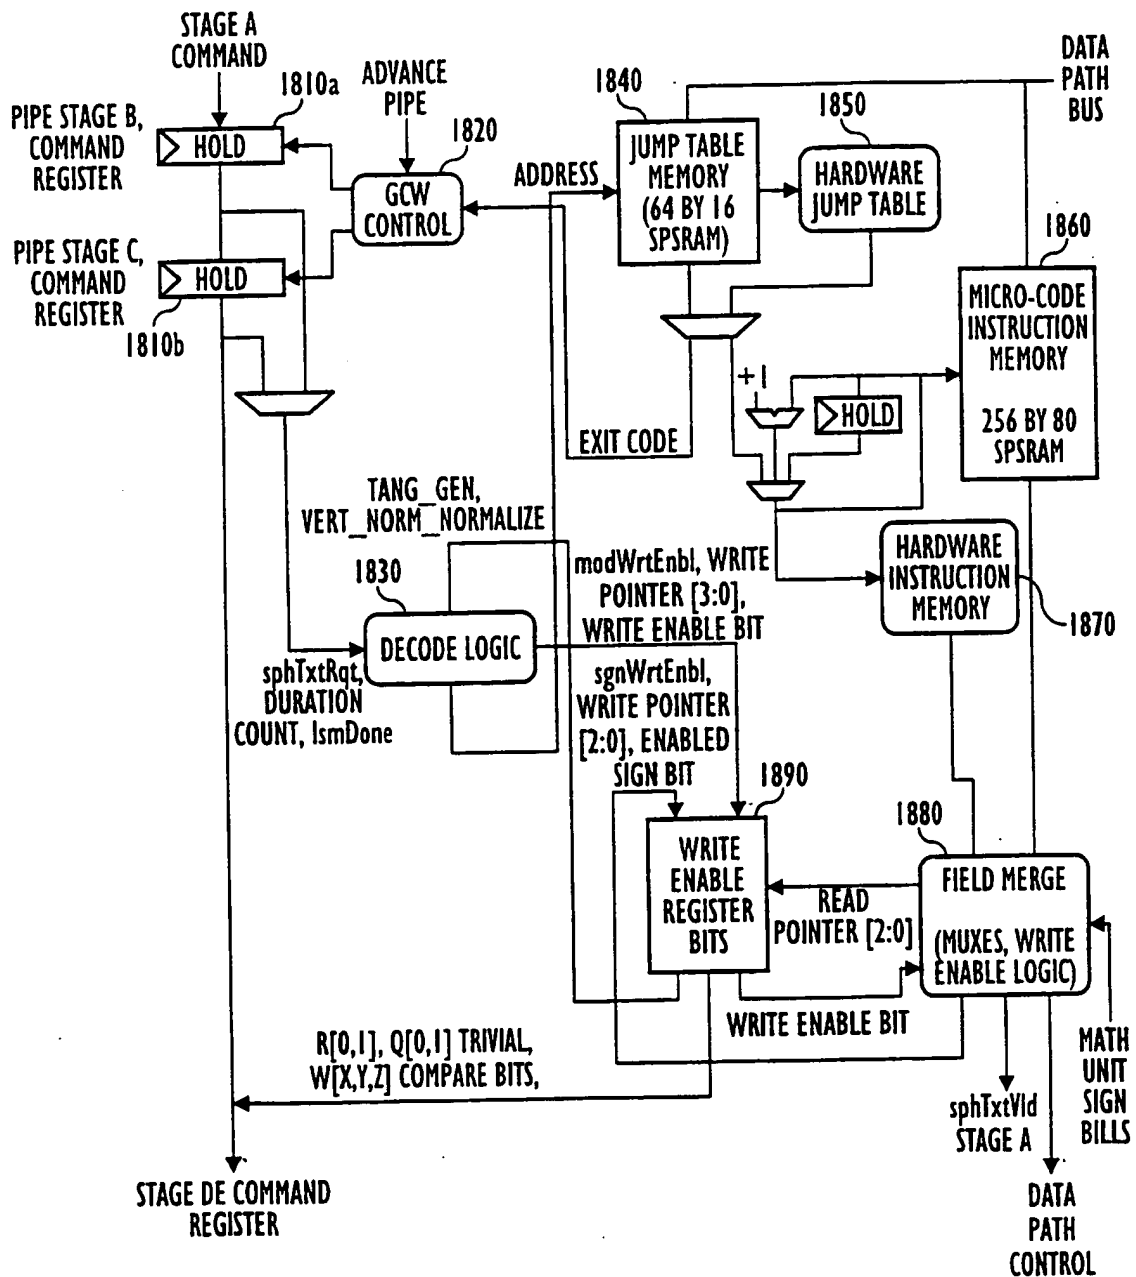 STAGE A
COMMAND
1810a
PIPE STAGE B,
COMMAND
REGISTER
HOLD
ADVANCE
PIPE
1820
GCW
CONTROL
PIPE STAGE C,
COMMAND
REGISTER
HOLD
1810b
ADDRESS
1840
JUMP TABLE
MEMORY
(64 BY 16
SPSRAM)
1850
HARDWARE
JUMP TABLE
DATA
PATH
BUS
1860
MICRO-CODE
INSTRUCTION
MEMORY
256 BY 80
SPSRAM
+1
HOLD
EXIT CODE
TANG_GEN,
VERT_NORM_NORMALIZE
1830
DECODE LOGIC
sphTxtRqt,
DURATION
COUNT, lsmDone
modWrtEnbl, WRITE
POINTER [3:0],
WRITE ENABLE BIT
sgnWrtEnbl,
WRITE POINTER
[2:0], ENABLED
SIGN BIT
HARDWARE
INSTRUCTION
MEMORY
1870
1890
WRITE
ENABLE
REGISTER
BITS
1880
FIELD MERGE
(MUXES, WRITE
ENABLE LOGIC)
READ
POINTER [2:0]
WRITE ENABLE BIT
R[0,1], Q[0,1] TRIVIAL,
W[X,Y,Z] COMPARE BITS,
MATH
UNIT
SIGN
BILLS
sphTxtVld
STAGE A
STAGE DE COMMAND
REGISTER
DATA
PATH
CONTROL